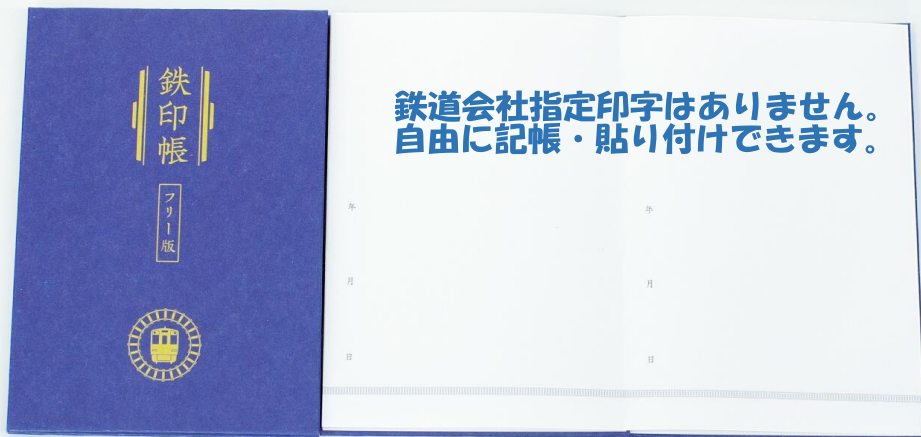 鉄印帳
フリー版
鉄道会社指定印字はありません。
自由に記帳・貼り付けできます。
年
月
日
年
月
日